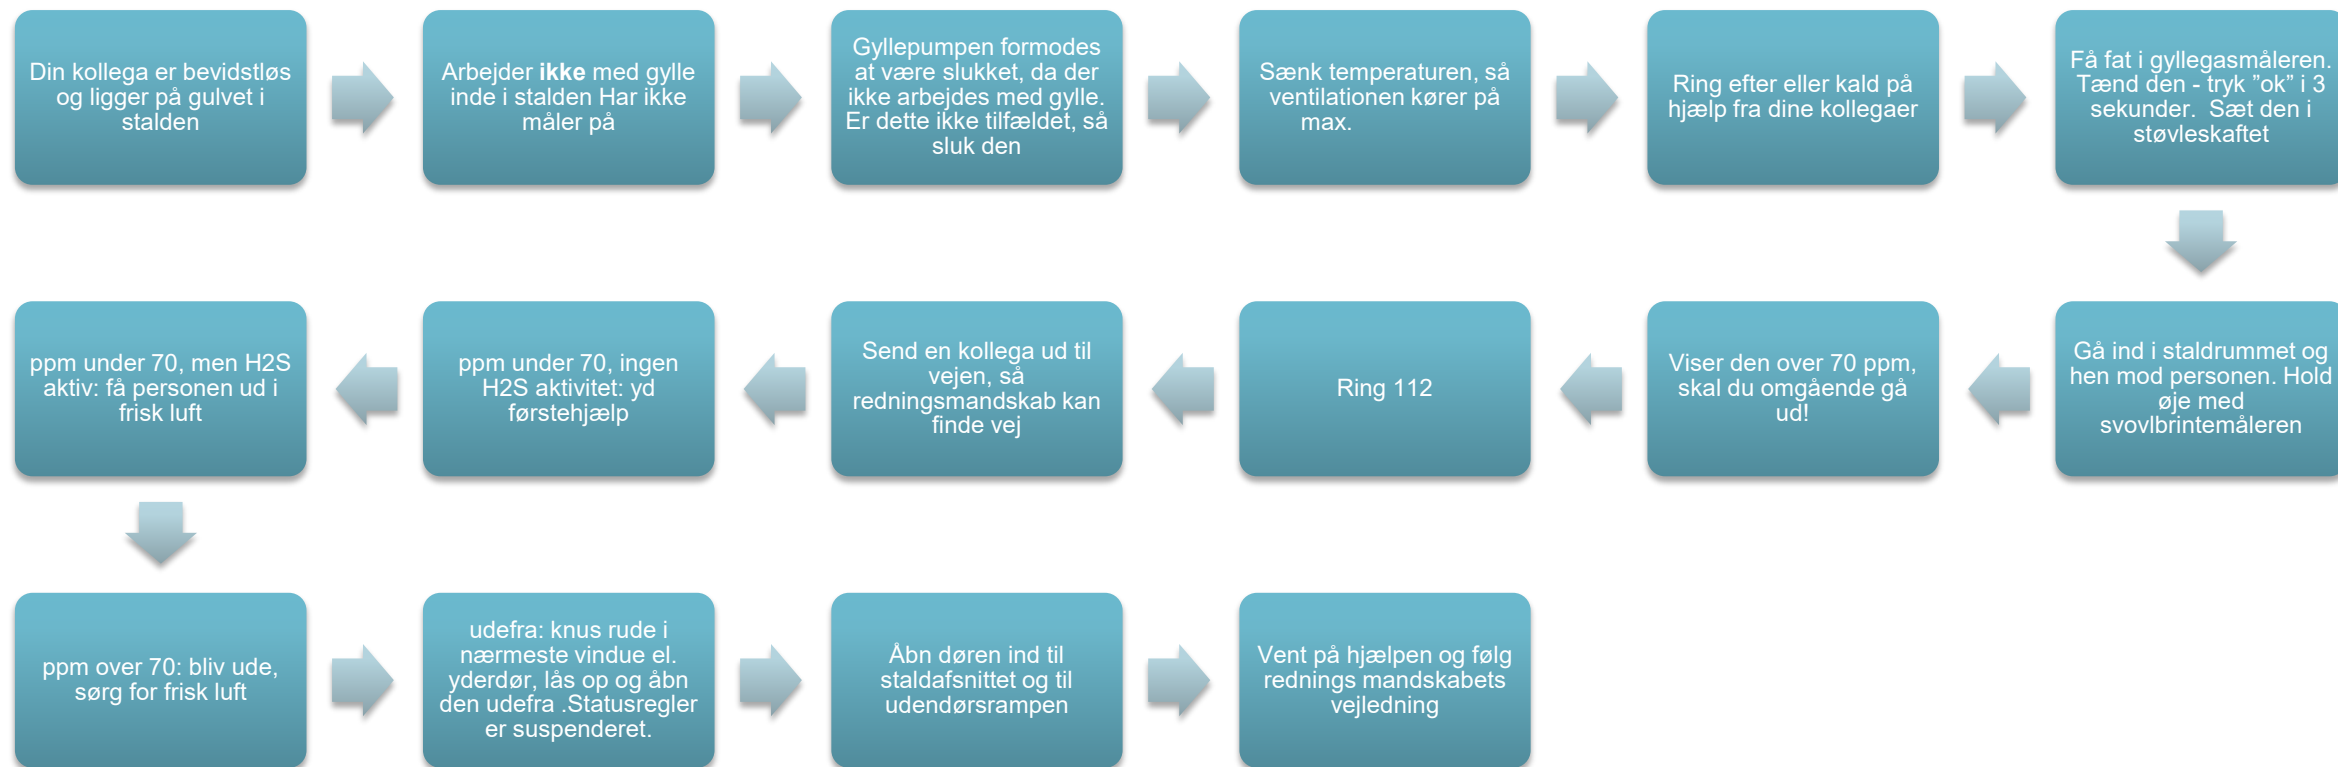 Din kollega er bevidstløs
og ligger på gulvet i
stalden
Arbejder ikke med gylle
inde i stalden Har ikke
måler på
Gyllepumpen formodes
at være slukket, da der
ikke arbejdes med gylle.
Er dette ikke tilfældet, så
sluk den
Sænk temperaturen, så
ventilationen kører på
max.
Ring efter eller kald på
hjælp fra dine kollegaer
Få fat i gyllegasmåleren.
Tænd den - tryk ”ok” i 3
sekunder. Sæt den i
støvleskaftet
Gå ind i staldrummet og
hen mod personen. Hold
øje med
svovlbrintemåleren
Viser den over 70 ppm,
skal du omgående gå
ud!
Ring 112
Send en kollega ud til
vejen, så
redningsmandskab kan
finde vej
ppm under 70, ingen
H2S aktivitet: yd
førstehjælp
ppm under 70, men H2S
aktiv: få personen ud i
frisk luft
ppm over 70: bliv ude,
sørg for frisk luft
udefra: knus rude i
nærmeste vindue el.
yderdør, lås op og åbn
den udefra .Statusregler
er suspenderet.
Åbn døren ind til
staldafsnittet og til
udendørsrampen
Vent på hjælpen og følg
rednings mandskabets
vejledning